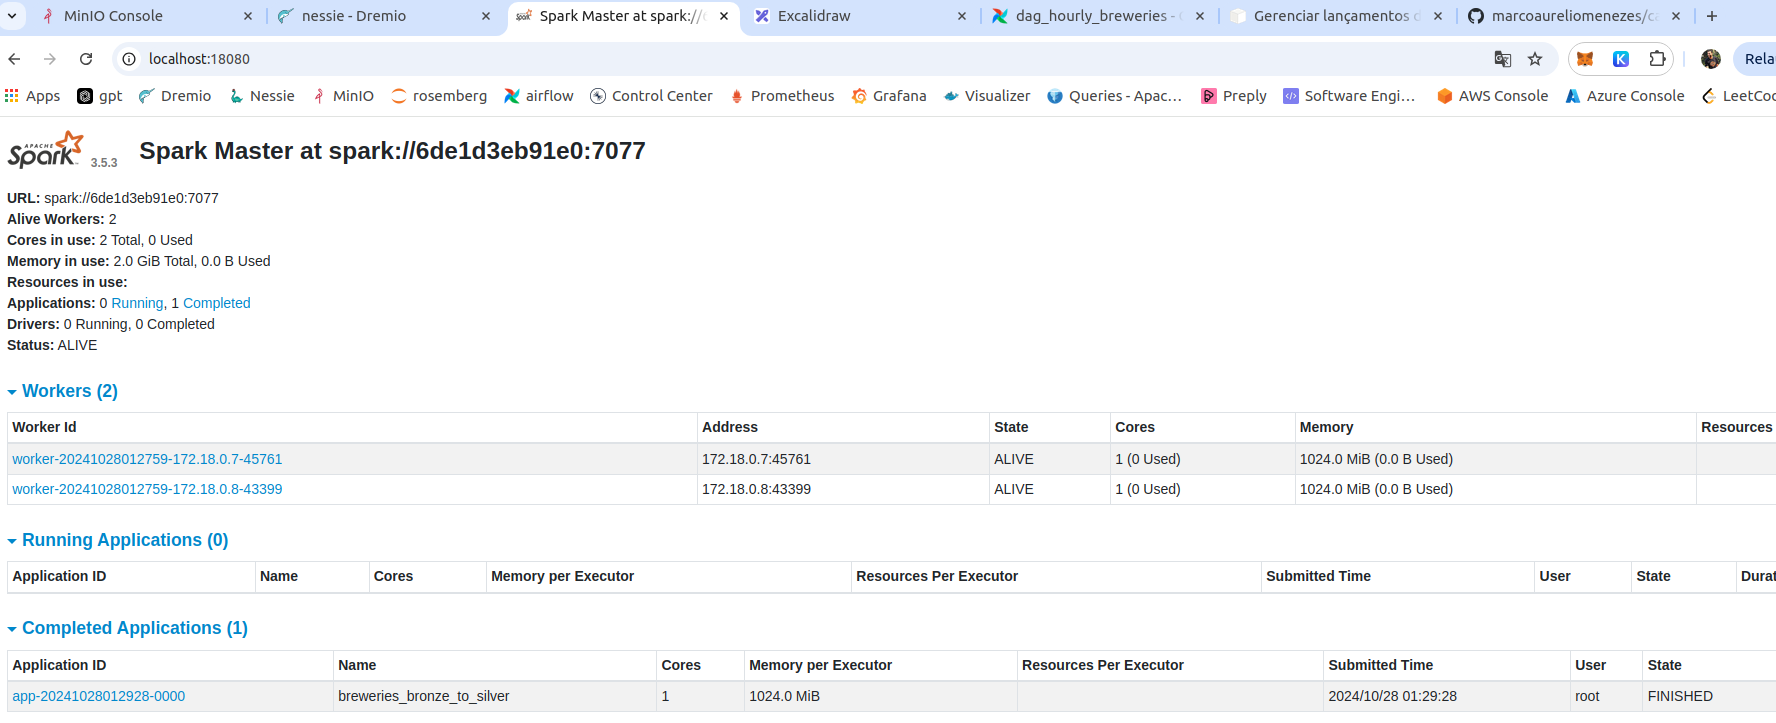 MinIO Console
nessie - Dremio
Spark Master at spark://6
Excalidraw
dag_hourly_breweries -
Gerenciar lançamentos d
marcoaureliomenezes/ca
localhost:18080
K
Rela
Apps
gpt
Dremio
Nessie
MinIO
rosemberg
airflow
Control Center
Prometheus
Grafana
Visualizer
Queries - Apac...
Preply
Software Engi...
AWS Console
Azure Console
LeetCoc
APACHE
Spark 3.5.3 Spark Master at spark://6de1d3eb91e0:7077
URL: spark://6de1d3eb91e0:7077
Alive Workers: 2
Cores in use: 2 Total, 0 Used
Memory in use: 2.0 GiB Total, 0.0 B Used
Resources in use:
Applications: 0 Running, 1 Completed
Drivers: 0 Running, 0 Completed
Status: ALIVE
Workers (2)
Worker Id Address State Cores Memory Resources
worker-20241028012759-172.18.0.7-45761 172.18.0.7:45761 ALIVE 1 (0 Used) 1024.0 MiB (0.0 B Used)
worker-20241028012759-172.18.0.8-43399 172.18.0.8:43399 ALIVE 1 (0 Used) 1024.0 MiB (0.0 B Used)
Running Applications (0)
Application ID Name Cores Memory per Executor Resources Per Executor Submitted Time User State Durat
Completed Applications (1)
Application ID Name Cores Memory per Executor Resources Per Executor Submitted Time User State
app-20241028012928-0000 breweries_bronze_to_silver 1 1024.0 MiB 2024/10/28 01:29:28 root FINISHED